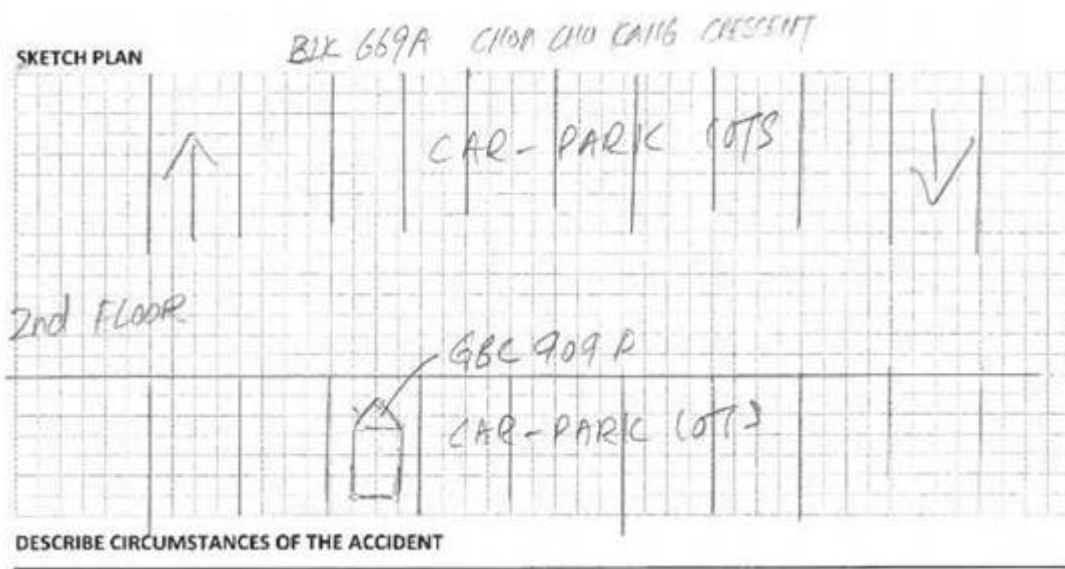 BLK 669A CHOA CHU KANG CRESCENT
SKETCH PLAN
CAR-PARK LOTS
2nd FLOOR
GBC 909 P
CAR-PARK LOTS
DESCRIBE CIRCUMSTANCES OF THE ACCIDENT